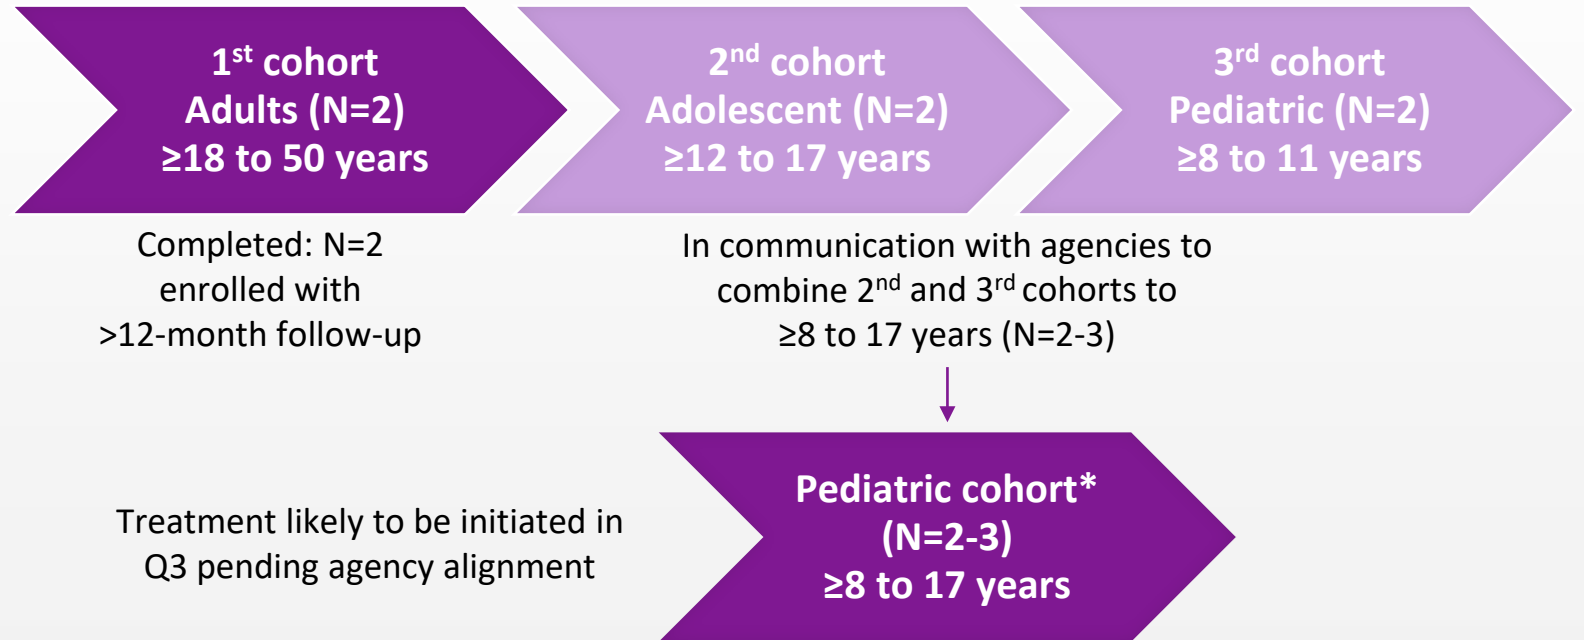 1st cohort
Adults (N=2)
≥18 to 50 years
2nd cohort
Adolescent (N=2)
≥12 to 17 years
3rd cohort
Pediatric (N=2)
≥8 to 11 years
Completed: N=2
enrolled with
>12-month follow-up
In communication with agencies to
combine 2nd and 3rd cohorts to
≥8 to 17 years (N=2-3)
Treatment likely to be initiated in
Q3 pending agency alignment
Pediatric cohort*
(N=2-3)
≥8 to 17 years